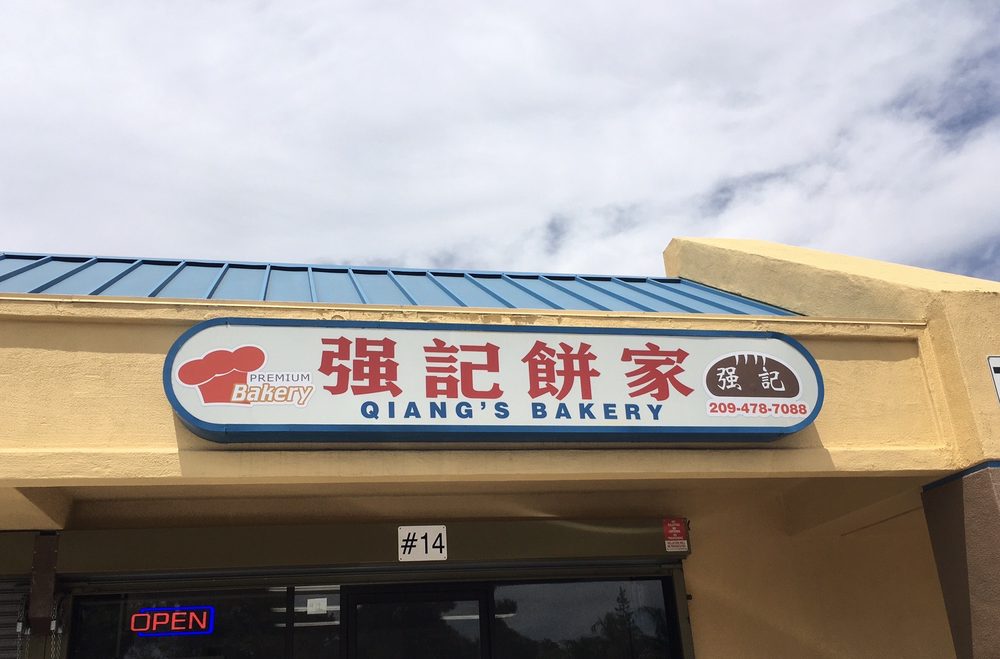 PREMIUM
Bakery
强記餅家
QIANG'S BAKERY
强記
209-478-7088
#14
OPEN